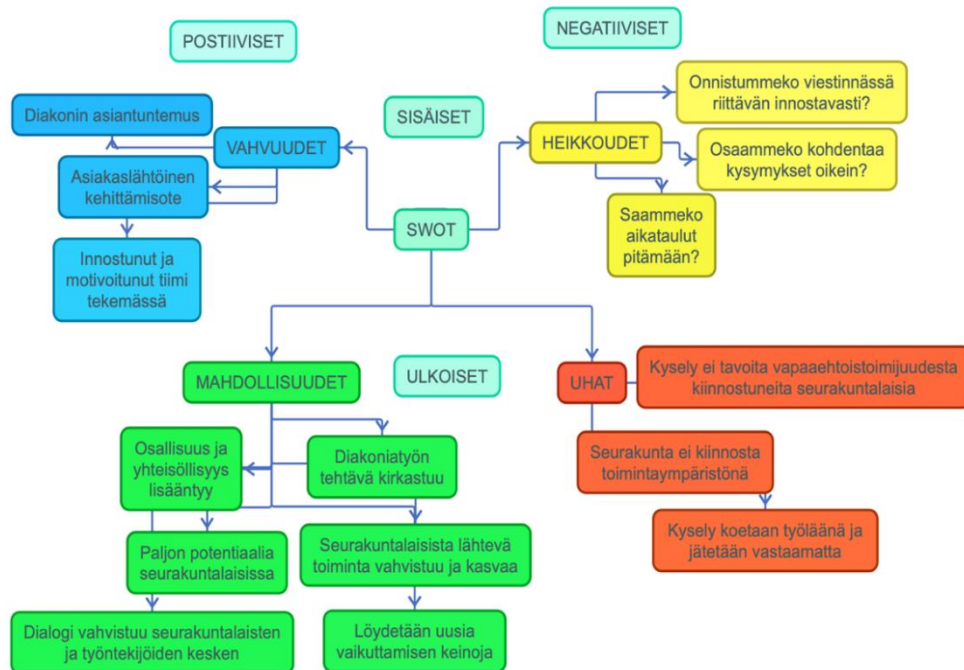 POSTIIVISET
NEGATIIVISET
SISÄISET
Diakonin asiantuntemus
VAHVUUDET
Asiakaslähtöinen
kehittämisote
Innostunut ja
motivoitunut tiimi
tekemässä
SWOT
HEIKKOUDET
Onnistummeko viestinnässä
riittävän innostavasti?
Osaammeko kohdentaa
kysymykset oikein?
Saammeko
aikataulut
pitämään?
MAHDOLLISUUDET
ULKOISET
UHAT
Osallisuus ja
yhteisöllisyys
lisääntyy
Diakoniatyön
tehtävä kirkastuu
Paljon potentiaalia
seurakuntalaisissa
Seurakuntalaisista lähtevä
toiminta vahvistuu ja kasvaa
Dialogi vahvistuu seurakuntalaisten
ja työntekijöiden kesken
Löydetään uusia
vaikuttamisen keinoja
Kysely ei tavoita vapaaehtoistoimijuudesta
kiinnostuneita seurakuntalaisia
Seurakunta ei kiinnosta
toimintaympäristönä
Kysely koetaan työläänä ja
jätetään vastaamatta